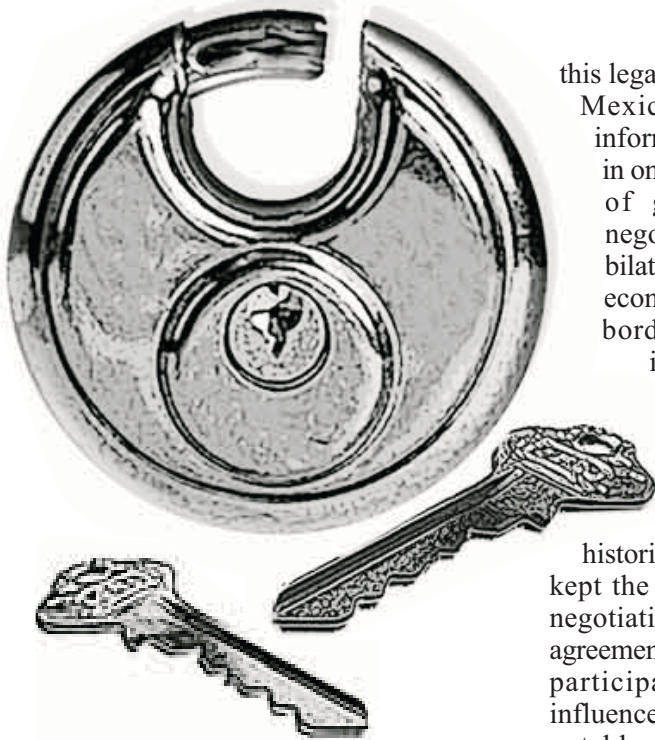 this lega
Mexic
inform
in on
of g
nego
bilat
econ
bord
i
histori
kept the
negotiati
agreemen
participa
influence